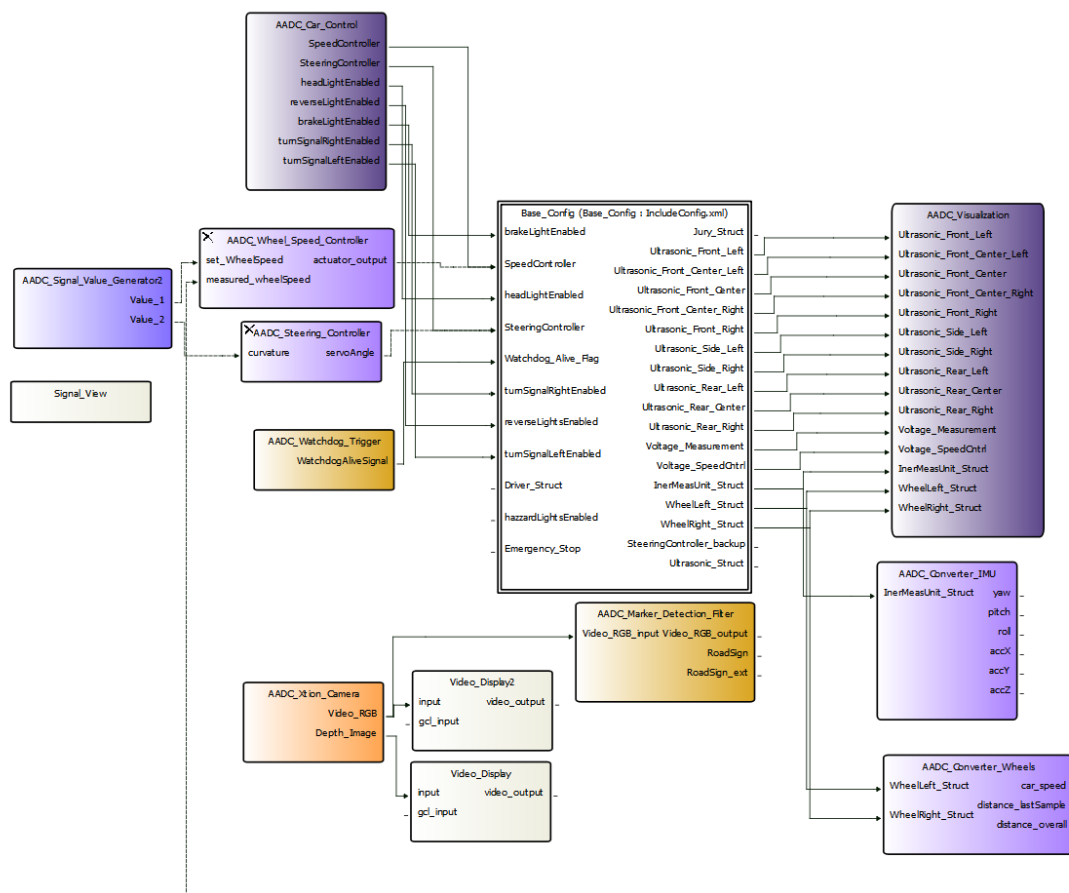 AADC_Car_Control
SpeedController
SteeringController
headLightEnabled
reverseLightEnabled
brakeLightEnabled
turnSignalRightEnabled
turnSignalLeftEnabled
AADC_Wheel_Speed_Controller
set_WheelSpeed actuator_output
measured_wheelSpeed
AADC_Signal_Value_Generator2
Value_1
Value_2
AADC_Steering_Controller
curvature servoAngle
Signal_View
AADC_Watchdog_Trigger
WatchdogAliveSignal
Base_Config (Base_Config : IncludeConfig.xml)
brakeLightEnabled
SpeedController
headLightEnabled
SteeringController
Watchdog_Alive_Flag
turnSignalRightEnabled
reverseLightsEnabled
turnSignalLeftEnabled
Driver_Struct
hazzardLightsEnabled
Emergency_Stop
Jury_Struct
Ultrasonic_Front_Left
Ultrasonic_Front_Center_Left
Ultrasonic_Front_Center
Ultrasonic_Front_Center_Right
Ultrasonic_Front_Right
Ultrasonic_Side_Left
Ultrasonic_Side_Right
Ultrasonic_Rear_Left
Ultrasonic_Rear_Center
Ultrasonic_Rear_Right
Voltage_Measurement
Voltage_SpeedCntrl
InerMeasUnit_Struct
WheelLeft_Struct
WheelRight_Struct
SteeringController_backup
Ultrasonic_Struct
AADC_Visualization
Ultrasonic_Front_Left
Ultrasonic_Front_Center_Left
Ultrasonic_Front_Center
Ultrasonic_Front_Center_Right
Ultrasonic_Front_Right
Ultrasonic_Side_Left
Ultrasonic_Side_Right
Ultrasonic_Rear_Left
Ultrasonic_Rear_Center
Ultrasonic_Rear_Right
Voltage_Measurement
Voltage_SpeedCntrl
InerMeasUnit_Struct
WheelLeft_Struct
WheelRight_Struct
AADC_Converter_IMU
InerMeasUnit_Struct yaw
pitch
roll
accX
accY
accZ
AADC_Marker_Detection_Filter
Video_RGB_input Video_RGB_output
RoadSign
RoadSign_ext
AADC_Xtion_Camera
Video_RGB
Depth_Image
Video_Display2
input video_output
gcl_input
Video_Display
input video_output
gcl_input
AADC_Converter_Wheels
WheelLeft_Struct car_speed
distance_lastSample
WheelRight_Struct
distance_overall